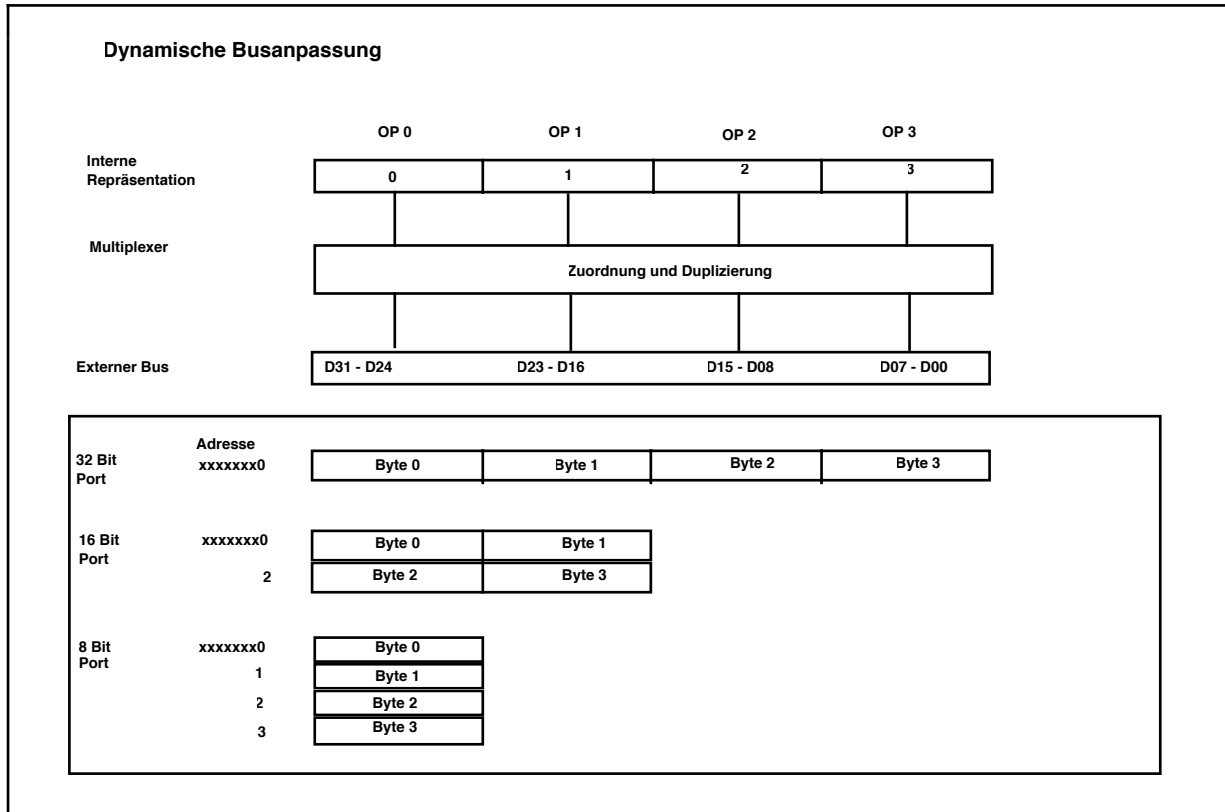 Dynamische Busanpassung
OP 0 OP 1 OP 2 OP 3
Interne
Repräsentation
0 1 2 3
Multiplexer
Zuordnung und Duplizierung
Externer Bus D31 - D24 D23 - D16 D15 - D08 D07 - D00
Adresse
32 Bit
Port
xxxxxxx0 Byte 0 Byte 1 Byte 2 Byte 3
16 Bit
Port
xxxxxxx0 Byte 0 Byte 1
2 Byte 2 Byte 3
8 Bit
Port
xxxxxxx0 Byte 0
1 Byte 1
2 Byte 2
3 Byte 3